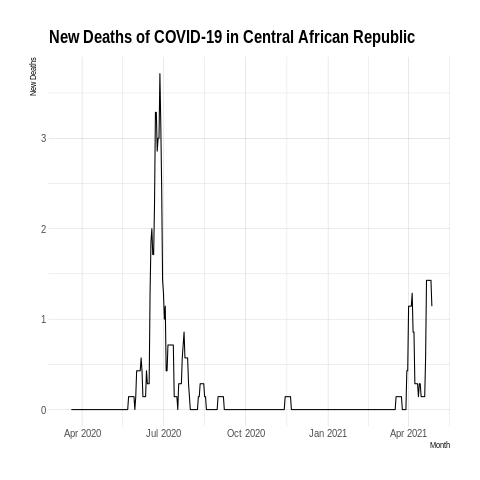 New Deaths of COVID-19 in Central African Republic
New Deaths
3
2
1
0
Apr 2020 Jul 2020 Oct 2020 Jan 2021 Apr 2021
Month